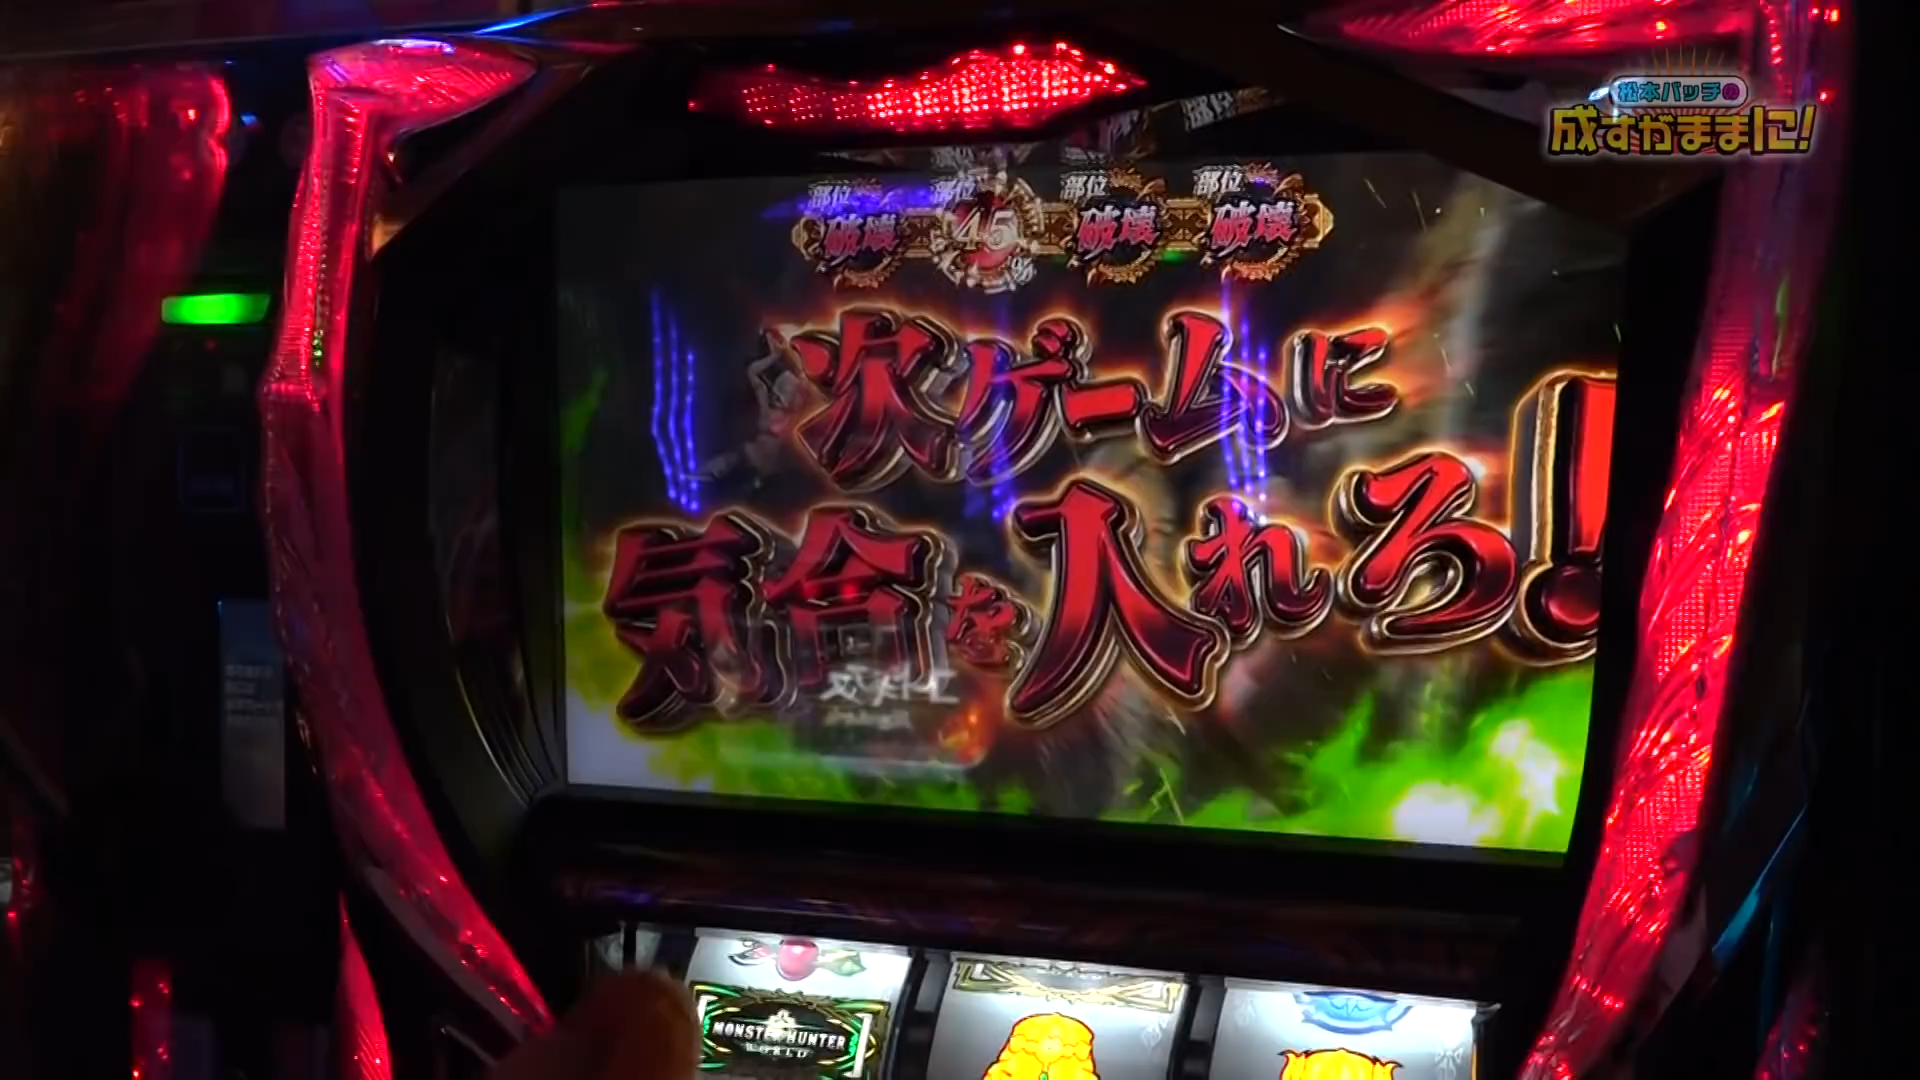 松本バッチの
成すがままに!
部位 部位 部位 部位
破壊 45% 破壊 破壊
次ゲームに
気合を入れろ!
MONSTER HUNTER
WORLD